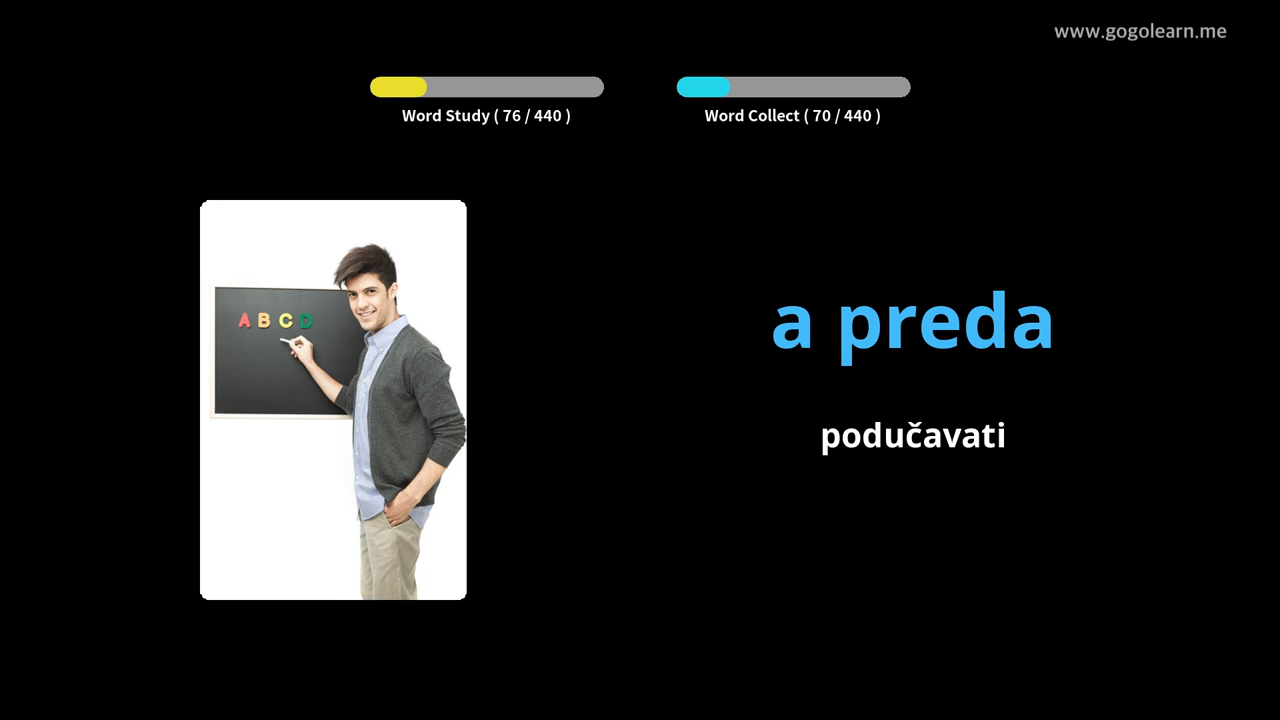 www.gogolearn.me
Word Study ( 76 / 440 )
Word Collect ( 70 / 440 )
A B C D
a preda
podučavati